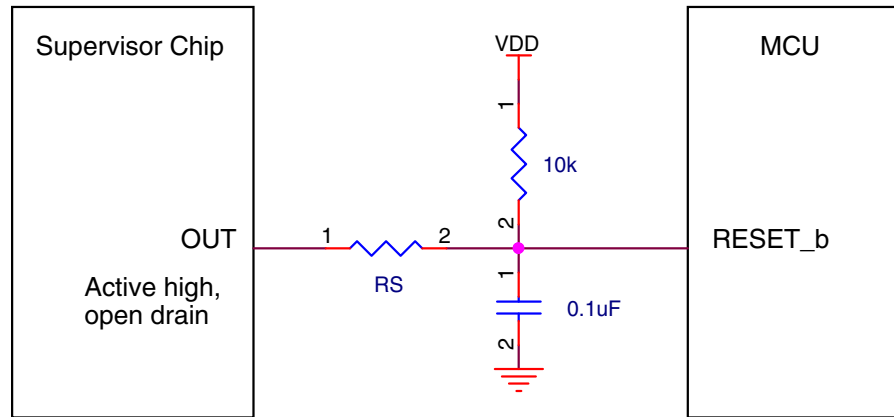 Supervisor Chip
VDD
MCU
1
10k
2
OUT
1
2
RESET_b
RS
1
Active high,
open drain
0.1uF
2